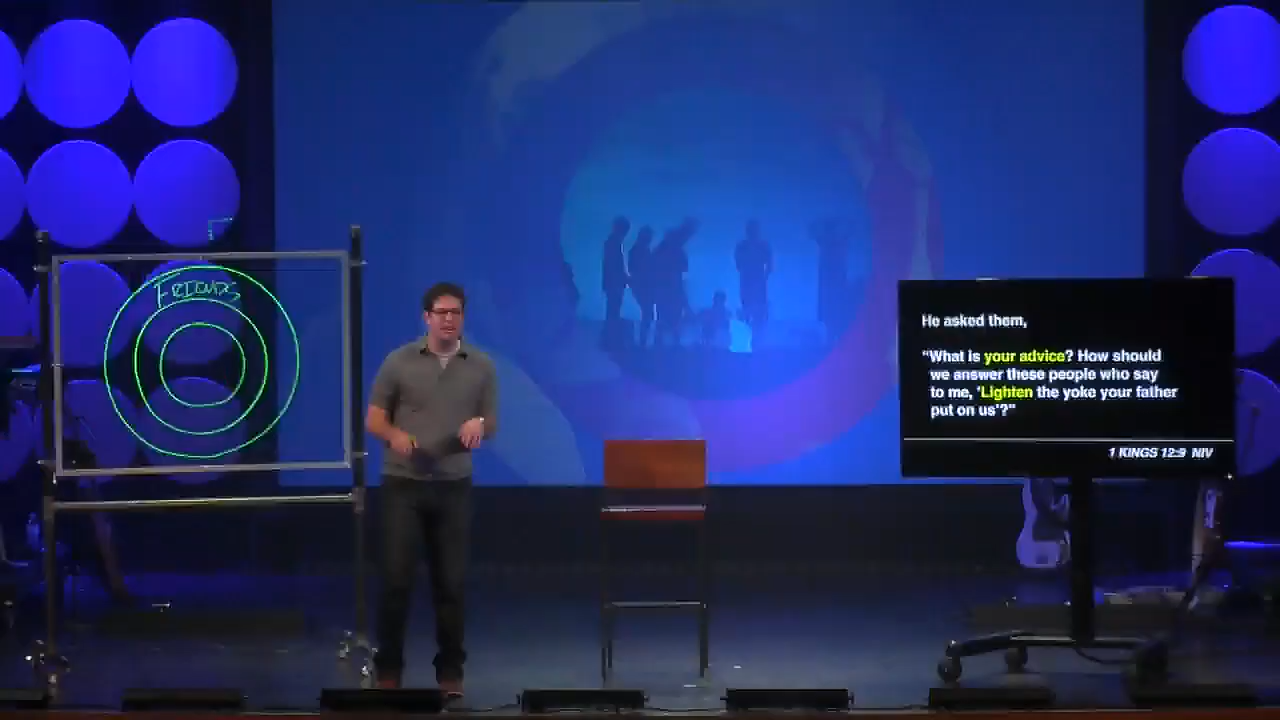 FRIENDS
He asked them,
“What is your advice? How should
we answer these people who say
to me, ‘Lighten the yoke your father
put on us’?”
1 KINGS 12:9 NIV